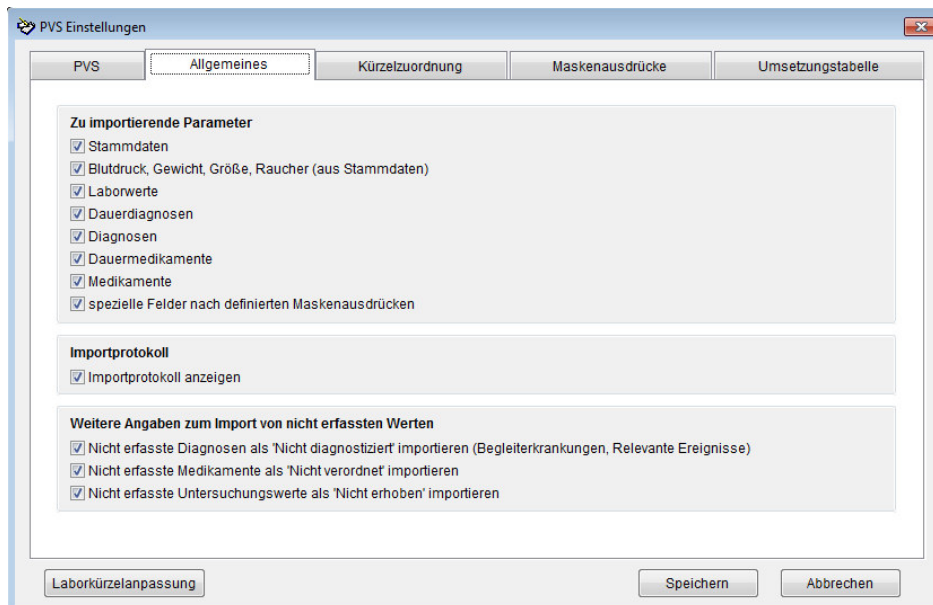 PVS Einstellungen
PVS
Allgemeines
Kürzelzuordnung
Maskenausdrücke
Umsetzungstabelle
Zu importierende Parameter
Stammdaten
Blutdruck, Gewicht, Größe, Raucher (aus Stammdaten)
Laborwerte
Dauerdiagnosen
Diagnosen
Dauermedikamente
Medikamente
spezielle Felder nach definierten Maskenausdrücken
Importprotokoll
Importprotokoll anzeigen
Weitere Angaben zum Import von nicht erfassten Werten
Nicht erfasste Diagnosen als 'Nicht diagnostiziert' importieren (Begleiterkrankungen, Relevante Ereignisse)
Nicht erfasste Medikamente als 'Nicht verordnet' importieren
Nicht erfasste Untersuchungswerte als 'Nicht erhoben' importieren
Laborkürzelanpassung
Speichern
Abbrechen